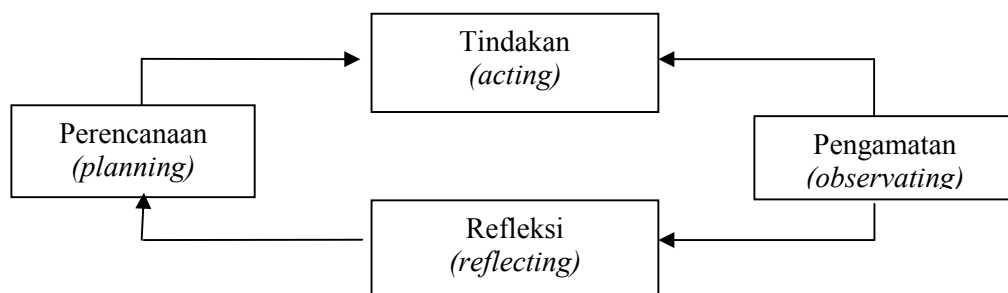 Tindakan
(acting)
Perencanaan
(planning)
Pengamatan
(observating)
Refleksi
(reflecting)